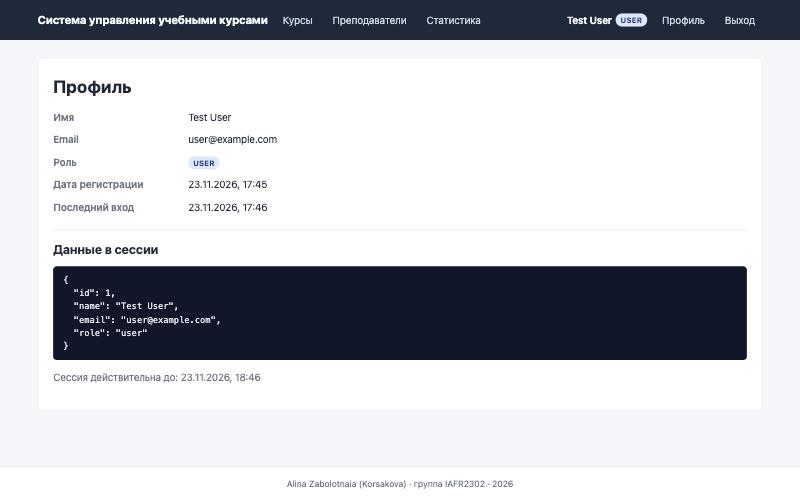 Система управления учебными курсами Курсы Преподаватели Статистика Test User USER Профиль Выход
Профиль
Имя Test User
Email user@example.com
Роль USER
Дата регистрации 23.11.2026, 17:45
Последний вход 23.11.2026, 17:46
Данные в сессии
{
  "id": 1,
  "name": "Test User",
  "email": "user@example.com",
  "role": "user"
}
Сессия действительна до: 23.11.2026, 18:46
Alina Zabolotnaia (Korsakova) · группа IAFR2302 · 2026